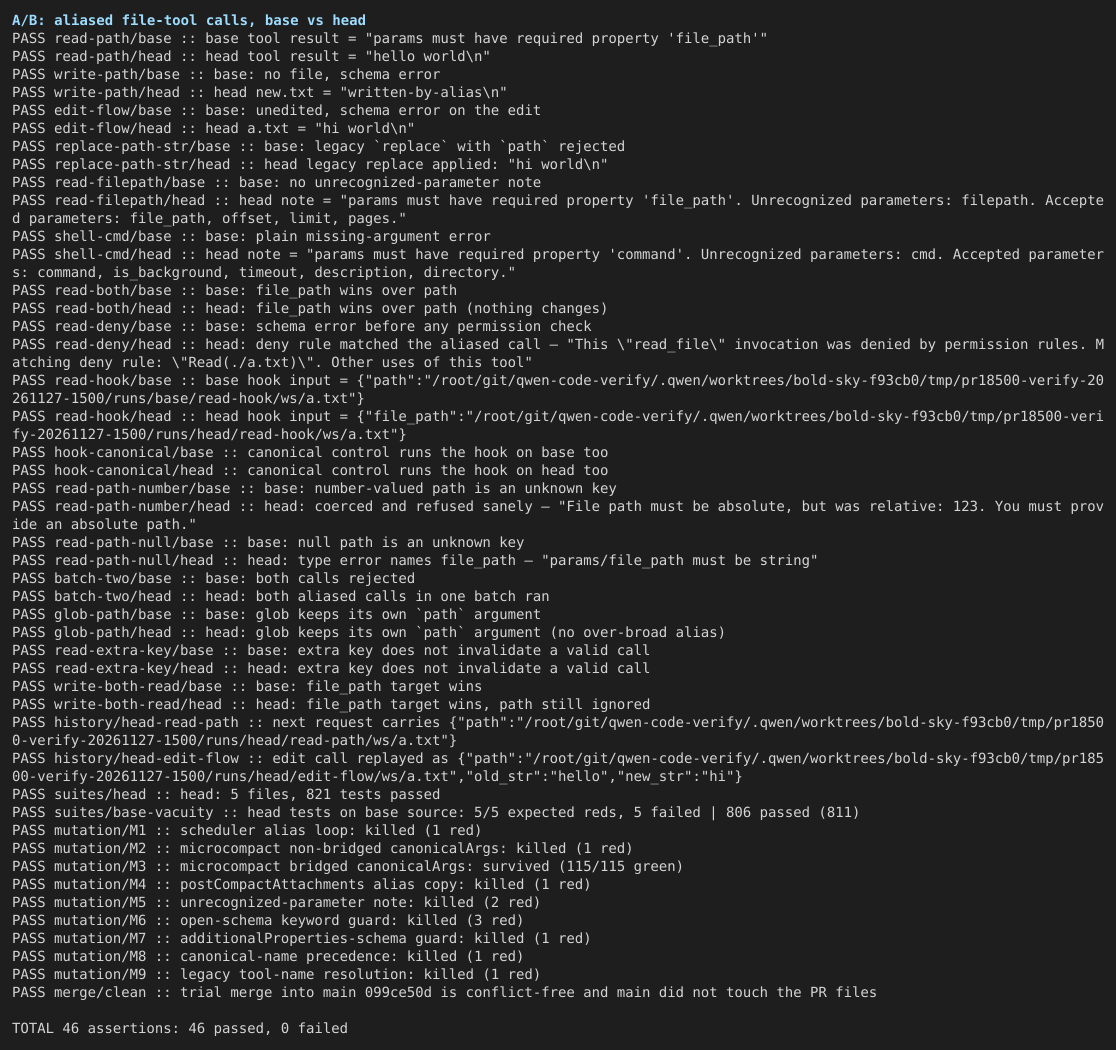 A/B: aliased file-tool calls, base vs head
PASS read-path/base :: base tool result = "params must have required property 'file_path'"
PASS read-path/head :: head tool result = "hello world\n"
PASS write-path/base :: base: no file, schema error
PASS write-path/head :: head new.txt = "written-by-alias\n"
PASS edit-flow/base :: base: unedited, schema error on the edit
PASS edit-flow/head :: head a.txt = "hi world\n"
PASS replace-path-str/base :: base: legacy `replace` with `path` rejected
PASS replace-path-str/head :: head legacy replace applied: "hi world\n"
PASS read-filepath/base :: base: no unrecognized-parameter note
PASS read-filepath/head :: head note = "params must have required property 'file_path'. Unrecognized parameters: filepath. Accepte
d parameters: file_path, offset, limit, pages."
PASS shell-cmd/base :: base: plain missing-argument error
PASS shell-cmd/head :: head note = "params must have required property 'command'. Unrecognized parameters: cmd. Accepted parameter
s: command, is_background, timeout, description, directory."
PASS read-both/base :: base: file_path wins over path
PASS read-both/head :: head: file_path wins over path (nothing changes)
PASS read-deny/base :: base: schema error before any permission check
PASS read-deny/head :: head: deny rule matched the aliased call — "This \"read_file\" invocation was denied by permission rules. M
atching deny rule: \"Read(./a.txt)\". Other uses of this tool"
PASS read-hook/base :: base hook input = {"path":"/root/git/qwen-code-verify/.qwen/worktrees/bold-sky-f93cb0/tmp/pr18500-verify-20
261127-1500/runs/base/read-hook/ws/a.txt"}
PASS read-hook/head :: head hook input = {"file_path":"/root/git/qwen-code-verify/.qwen/worktrees/bold-sky-f93cb0/tmp/pr18500-veri
fy-20261127-1500/runs/head/read-hook/ws/a.txt"}
PASS hook-canonical/base :: canonical control runs the hook on base too
PASS hook-canonical/head :: canonical control runs the hook on head too
PASS read-path-number/base :: base: number-valued path is an unknown key
PASS read-path-number/head :: head: coerced and refused sanely — "File path must be absolute, but was relative: 123. You must prov
ide an absolute path."
PASS read-path-null/base :: base: null path is an unknown key
PASS read-path-null/head :: head: type error names file_path — "params/file_path must be string"
PASS batch-two/base :: base: both calls rejected
PASS batch-two/head :: head: both aliased calls in one batch ran
PASS glob-path/base :: base: glob keeps its own `path` argument
PASS glob-path/head :: head: glob keeps its own `path` argument (no over-broad alias)
PASS read-extra-key/base :: base: extra key does not invalidate a valid call
PASS read-extra-key/head :: head: extra key does not invalidate a valid call
PASS write-both-read/base :: base: file_path target wins
PASS write-both-read/head :: head: file_path target wins, path still ignored
PASS history/head-read-path :: next request carries {"path":"/root/git/qwen-code-verify/.qwen/worktrees/bold-sky-f93cb0/tmp/pr1850
0-verify-20261127-1500/runs/head/read-path/ws/a.txt"}
PASS history/head-edit-flow :: edit call replayed as {"path":"/root/git/qwen-code-verify/.qwen/worktrees/bold-sky-f93cb0/tmp/pr185
00-verify-20261127-1500/runs/head/edit-flow/ws/a.txt","old_str":"hello","new_str":"hi"}
PASS suites/head :: head: 5 files, 821 tests passed
PASS suites/base-vacuity :: head tests on base source: 5/5 expected reds, 5 failed | 806 passed (811)
PASS mutation/M1 :: scheduler alias loop: killed (1 red)
PASS mutation/M2 :: microcompact non-bridged canonicalArgs: killed (1 red)
PASS mutation/M3 :: microcompact bridged canonicalArgs: survived (115/115 green)
PASS mutation/M4 :: postCompactAttachments alias copy: killed (1 red)
PASS mutation/M5 :: unrecognized-parameter note: killed (2 red)
PASS mutation/M6 :: open-schema keyword guard: killed (3 red)
PASS mutation/M7 :: additionalProperties-schema guard: killed (1 red)
PASS mutation/M8 :: canonical-name precedence: killed (1 red)
PASS mutation/M9 :: legacy tool-name resolution: killed (1 red)
PASS merge/clean :: trial merge into main 099ce50d is conflict-free and main did not touch the PR files
TOTAL 46 assertions: 46 passed, 0 failed